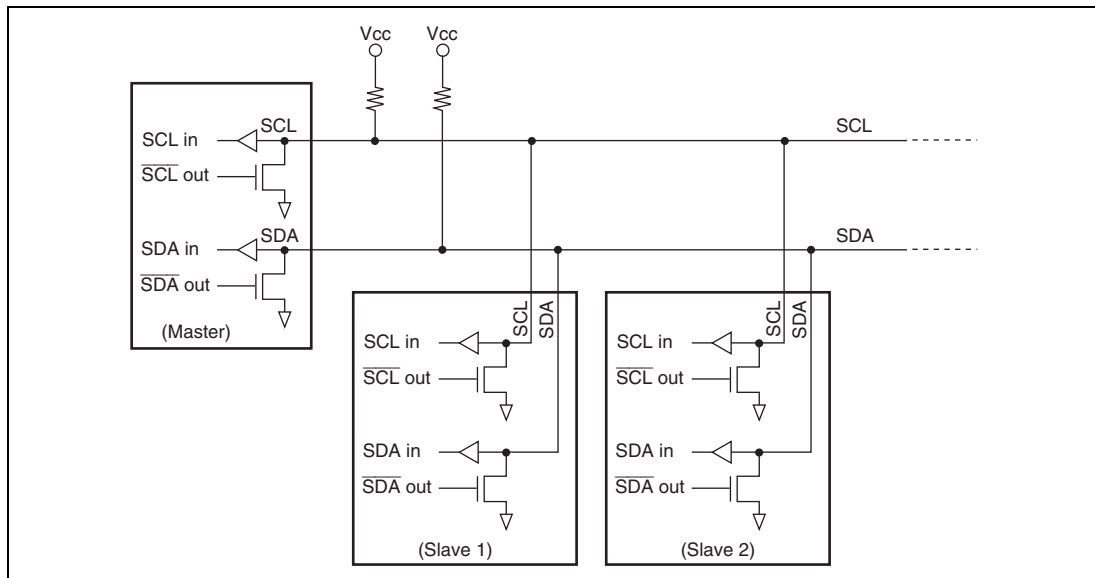 Vcc Vcc
SCL in SCL SCL
SCL out
SDA in SDA SDA
SDA out
(Master)
SCL SDA
SCL in
SCL out
SDA in
SDA out
(Slave 1)
SCL SDA
SCL in
SCL out
SDA in
SDA out
(Slave 2)